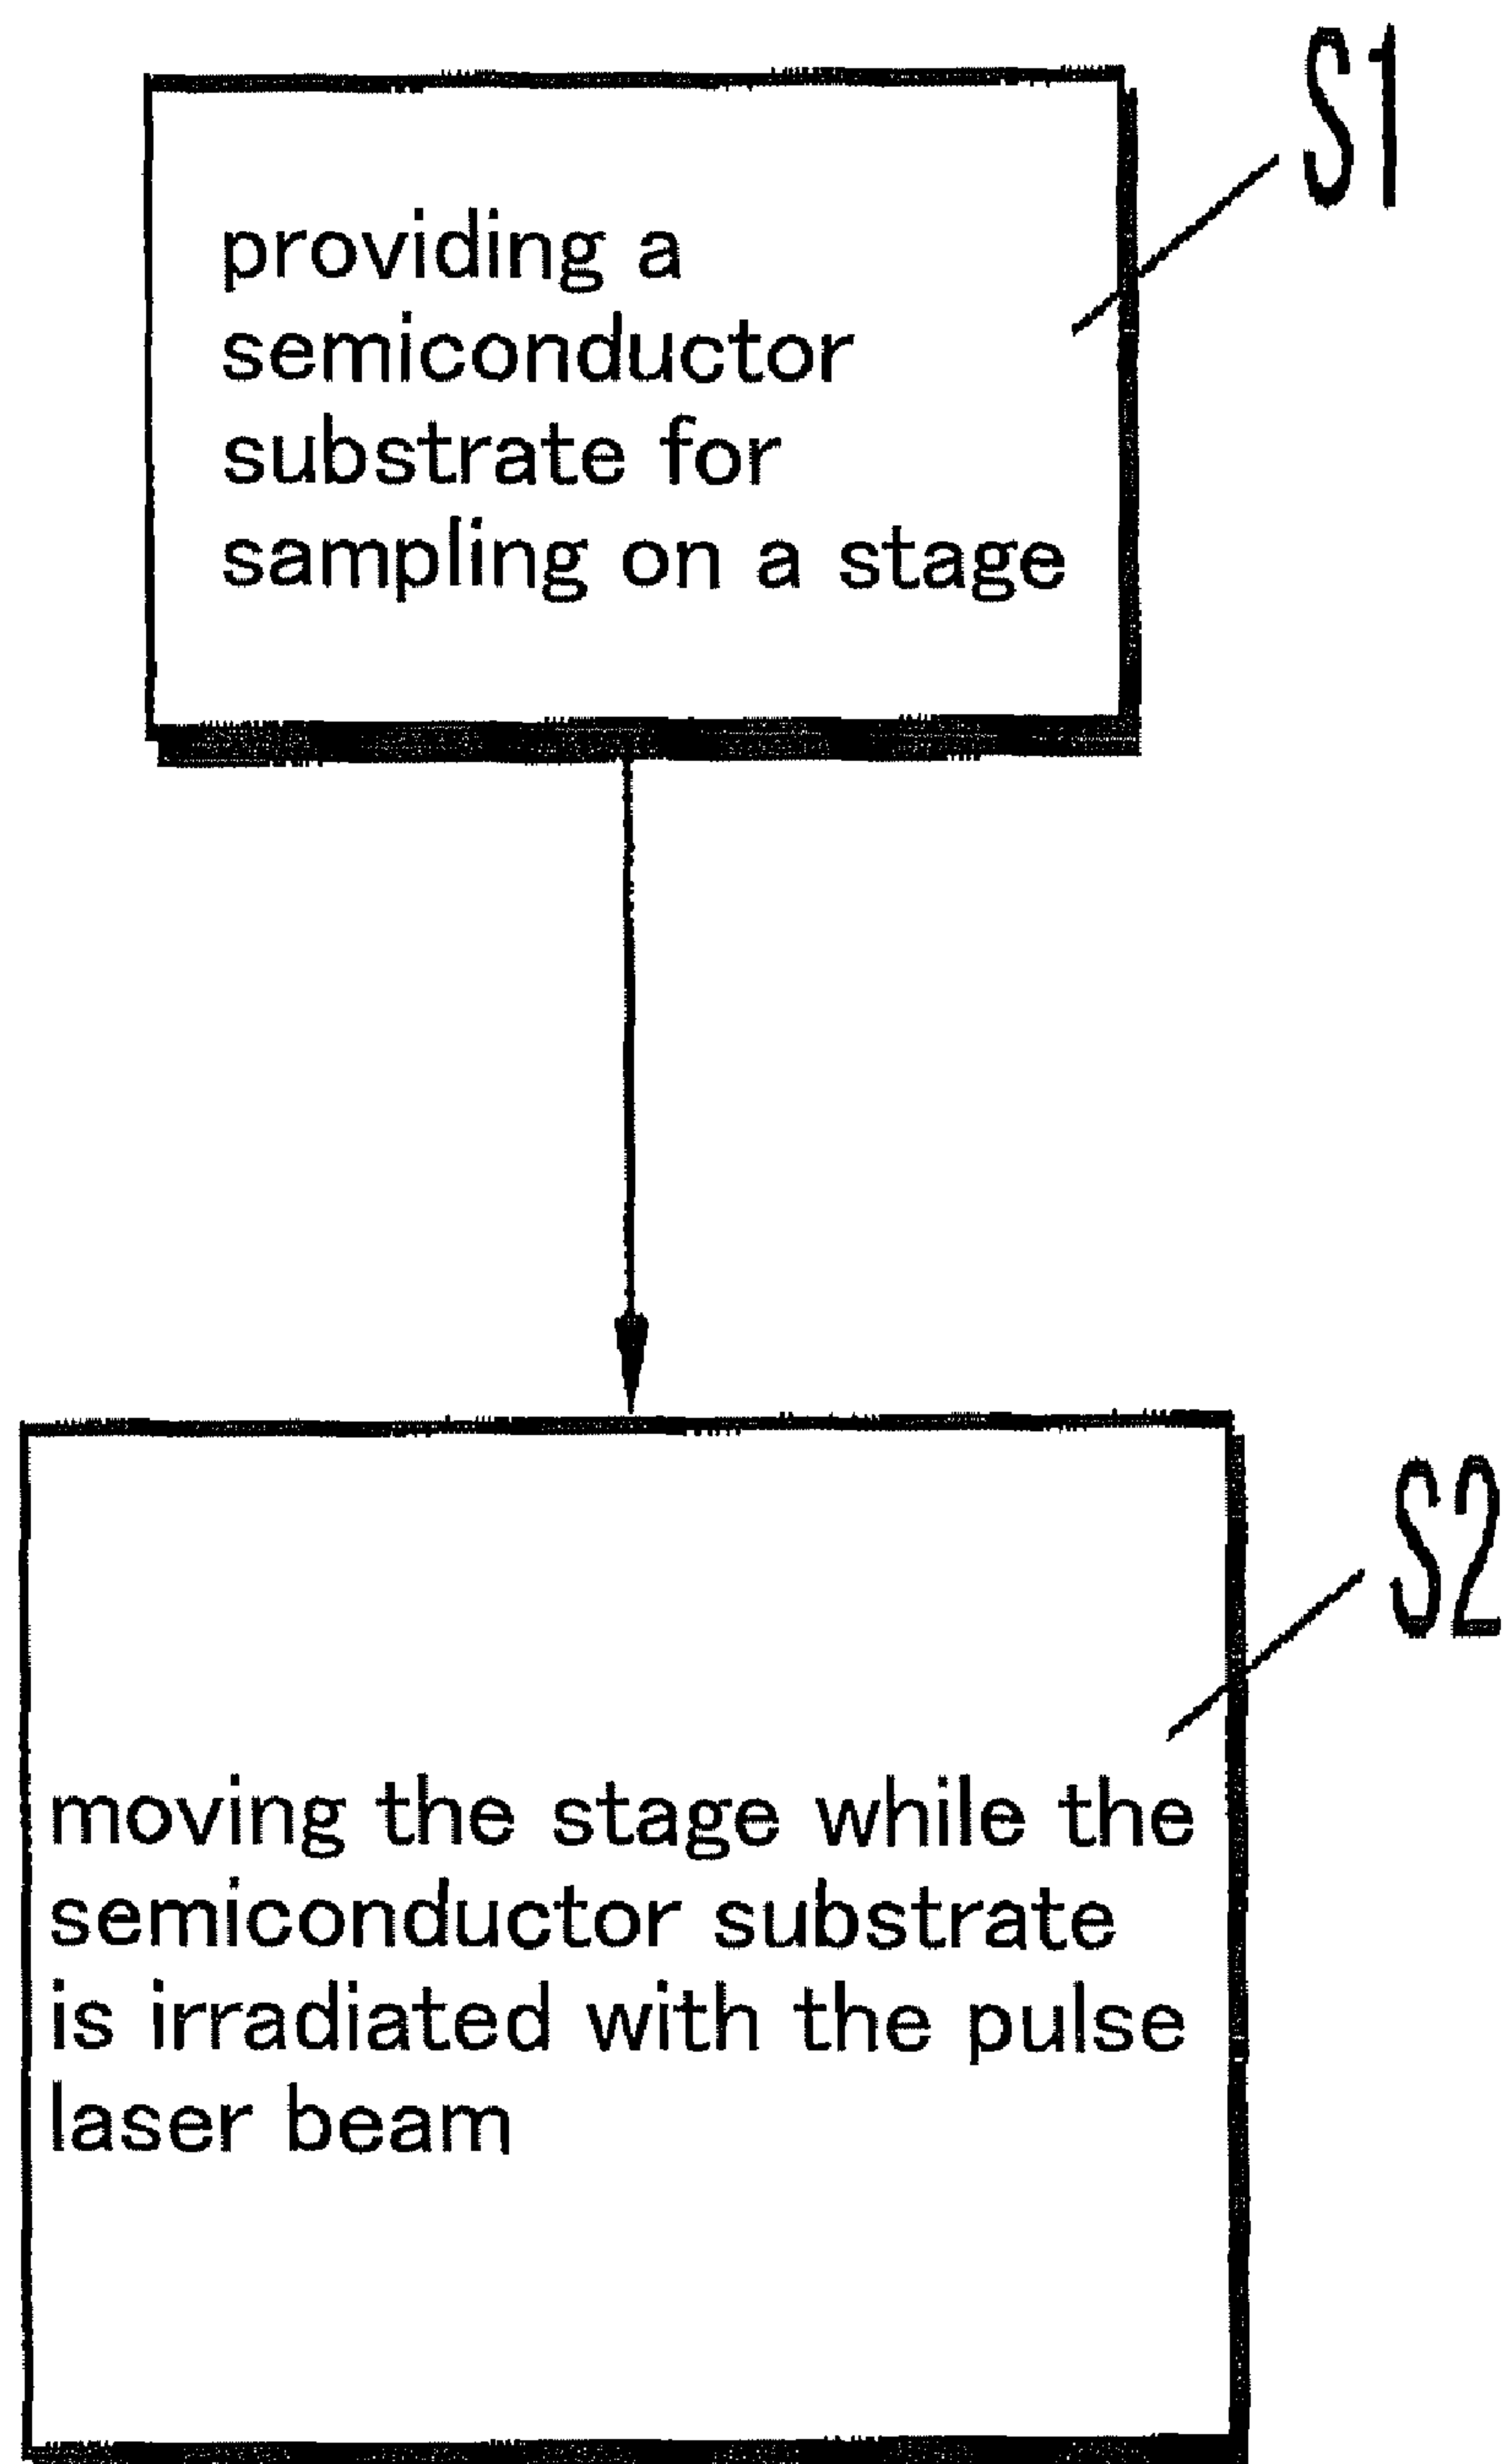 S1
providing a
semiconductor
substrate for
sampling on a stage
S2
moving the stage while the
semiconductor substrate
is irradiated with the pulse
laser beam